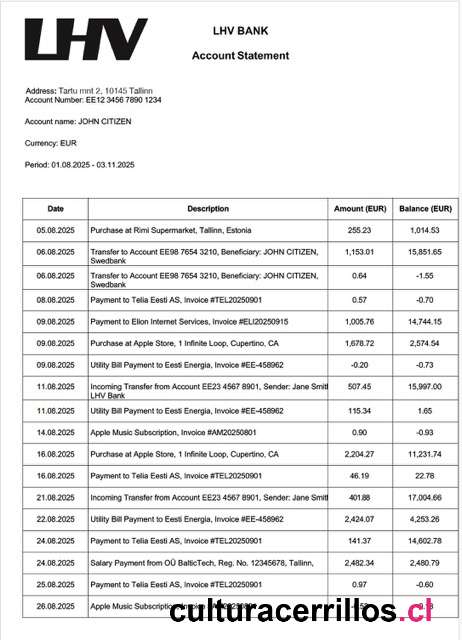 LHV
LHV BANK
Account Statement
Address: Tartu mnt 2, 10145 Tallinn
Account Number: EE12 3456 7890 1234
Account name: JOHN CITIZEN
Currency: EUR
Period: 01.08.2025 - 03.11.2025
Date Description Amount (EUR) Balance (EUR)
05.08.2025 Purchase at Rimi Supermarket, Tallinn, Estonia 255.23 1,014.53
06.08.2025 Transfer to Account EE98 7654 3210, Beneficiary: JOHN CITIZEN, 1,153.01 15,851.65
Swedbank
06.08.2025 Transfer to Account EE98 7654 3210, Beneficiary: JOHN CITIZEN, 0.64 -1.55
Swedbank
08.08.2025 Payment to Telia Eesti AS, Invoice #TEL20250901 0.57 -0.70
09.08.2025 Payment to Elion Internet Services, Invoice #ELI20250915 1,005.76 14,744.15
09.08.2025 Purchase at Apple Store, 1 Infinite Loop, Cupertino, CA 1,678.72 2,574.54
09.08.2025 Utility Bill Payment to Eesti Energia, Invoice #EE-458962 -0.20 -0.73
11.08.2025 Incoming Transfer from Account EE23 4567 8901, Sender: Jane Smit 507.45 15,997.00
LHV Bank
11.08.2025 Utility Bill Payment to Eesti Energia, Invoice #EE-458962 115.34 1.65
14.08.2025 Apple Music Subscription, Invoice #AM20250801 0.90 -0.93
16.08.2025 Purchase at Apple Store, 1 Infinite Loop, Cupertino, CA 2,204.27 11,231.74
16.08.2025 Payment to Telia Eesti AS, Invoice #TEL20250901 46.19 22.78
21.08.2025 Incoming Transfer from Account EE23 4567 8901, Sender: Jane Smit 401.88 17,004.66
22.08.2025 Utility Bill Payment to Eesti Energia, Invoice #EE-458962 2,424.07 4,253.26
24.08.2025 Payment to Telia Eesti AS, Invoice #TEL20250901 141.37 14,602.78
24.08.2025 Salary Payment from OÜ BalticTech, Reg. No. 12345678, Tallinn, 2,482.34 2,480.79
25.08.2025 Payment to Telia Eesti AS, Invoice #TEL20250901 0.97 -0.60
26.08.2025 Apple Music Subscription, Invoice
culturacerrillos.cl